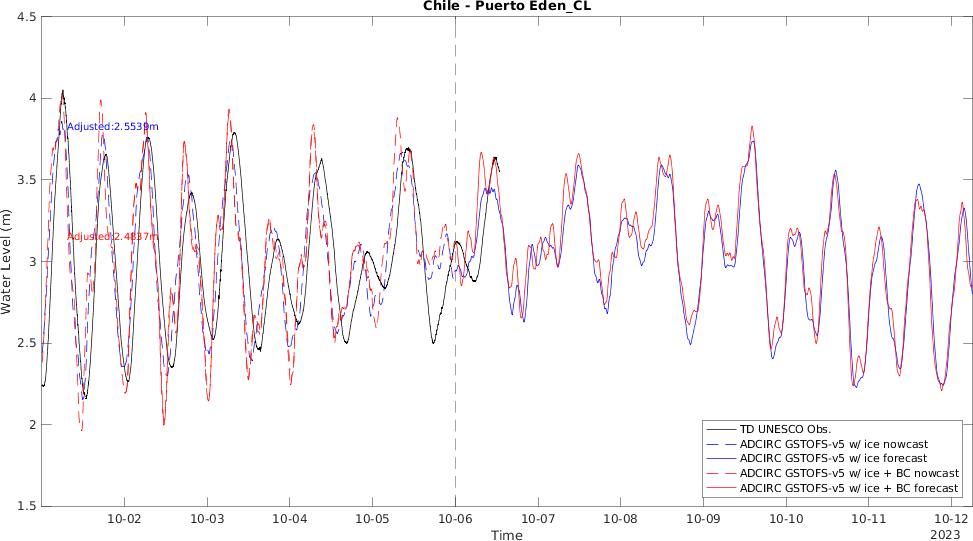 Chile - Puerto Eden_CL
4.5
4
3.5
3
2.5
2
1.5
Water Level (m)
Adjusted:2.5539m
Adjusted:2.4837m
TD UNESCO Obs.
ADCIRC GSTOFS-v5 w/ ice nowcast
ADCIRC GSTOFS-v5 w/ ice forecast
ADCIRC GSTOFS-v5 w/ ice + BC nowcast
ADCIRC GSTOFS-v5 w/ ice + BC forecast
10-02 10-03 10-04 10-05 10-06 10-07 10-08 10-09 10-10 10-11 10-12
2023
Time